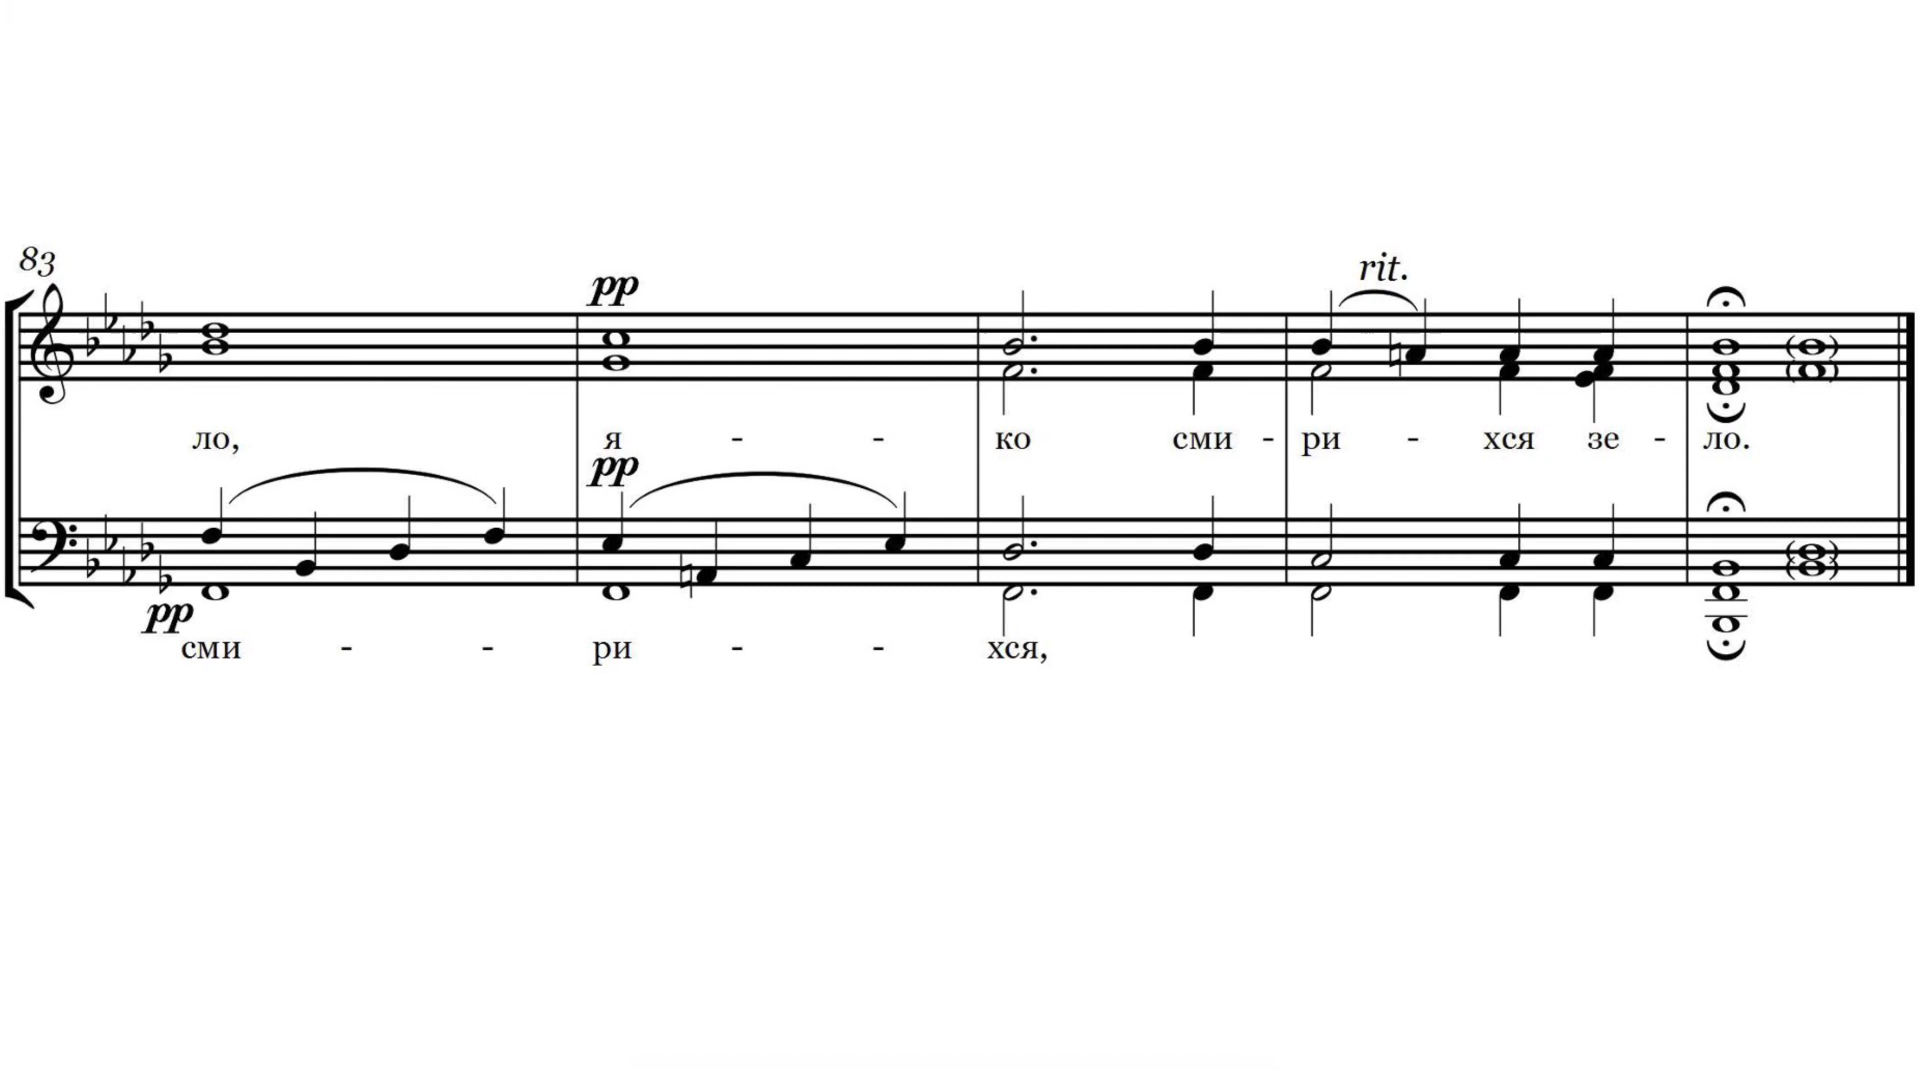 83
pp
rit.
ло, я - - ко сми - ри - хся зе - ло.
pp
pp
сми - - ри - - хся,